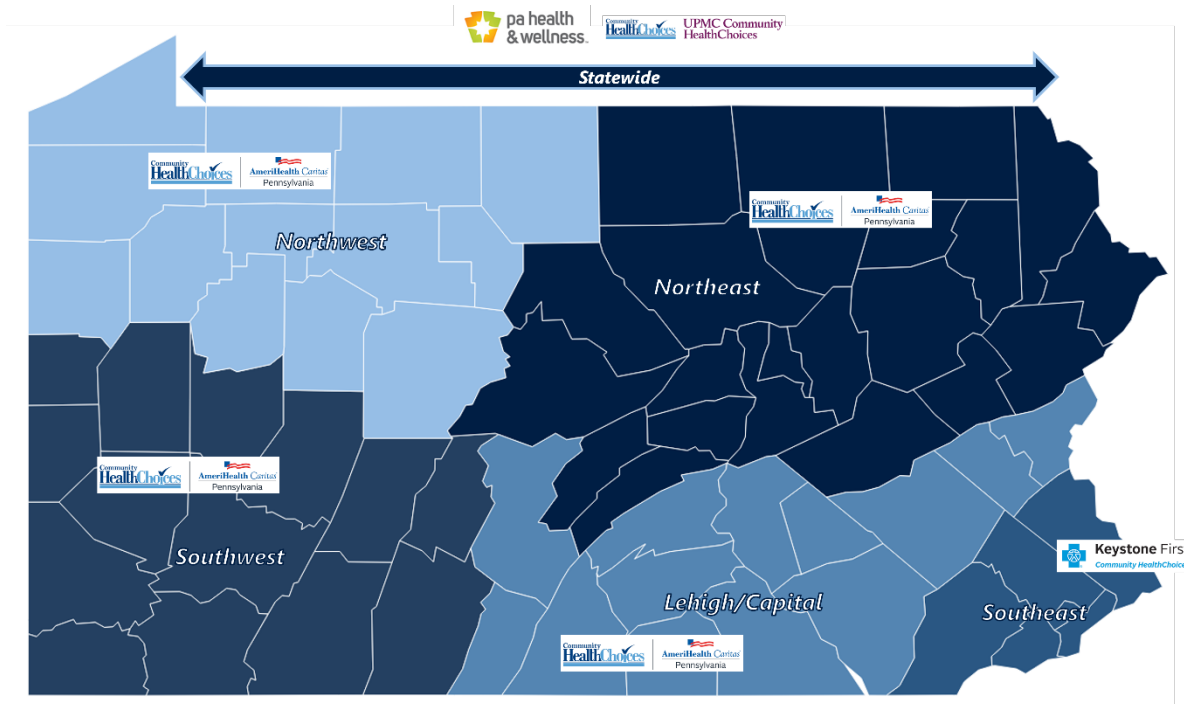 pa health
& wellness
Community
HealthChoices
UPMC Community
HealthChoices
Statewide
Community
HealthChoices
AmeriHealth Caritas
Pennsylvania
Northwest
Community
HealthChoices
AmeriHealth Caritas
Pennsylvania
Northeast
Community
HealthChoices
AmeriHealth Caritas
Pennsylvania
Southwest
Keystone Firs
Community HealthChoice
Lehigh/Capital
Southeast
Community
HealthChoices
AmeriHealth Caritas
Pennsylvania